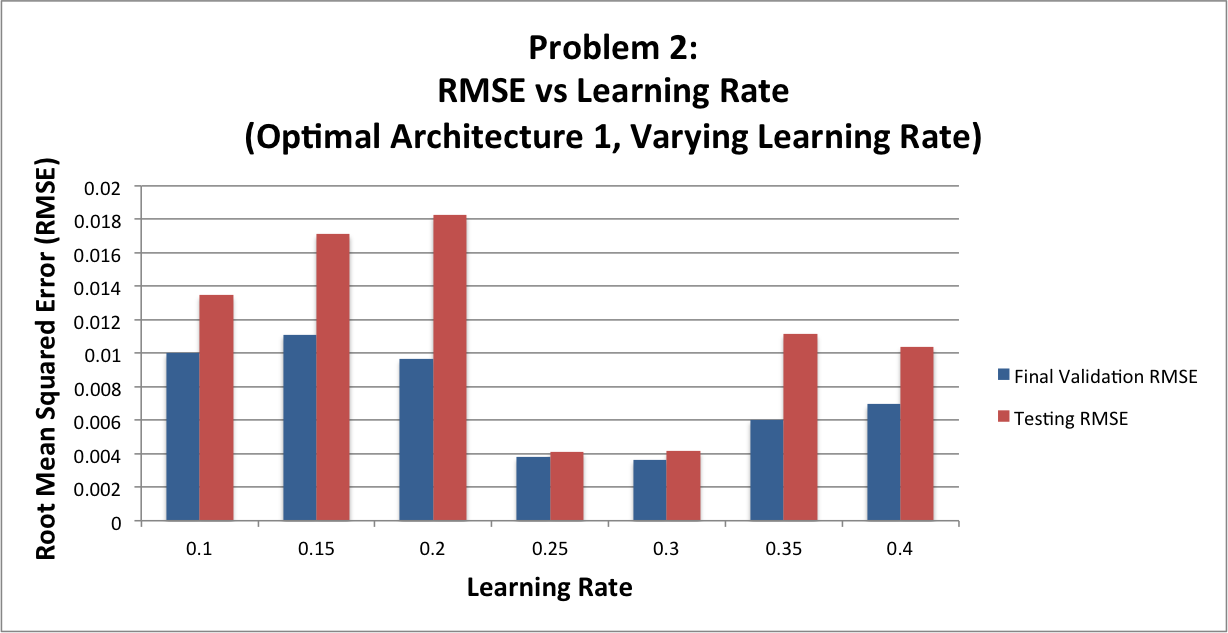 Problem 2:
RMSE vs Learning Rate
(Optimal Architecture 1, Varying Learning Rate)
Root Mean Squared Error (RMSE)
0.02
0.018
0.016
0.014
0.012
0.01
0.008
0.006
0.004
0.002
0
0.1 0.15 0.2 0.25 0.3 0.35 0.4
Learning Rate
Final Validation RMSE
Testing RMSE